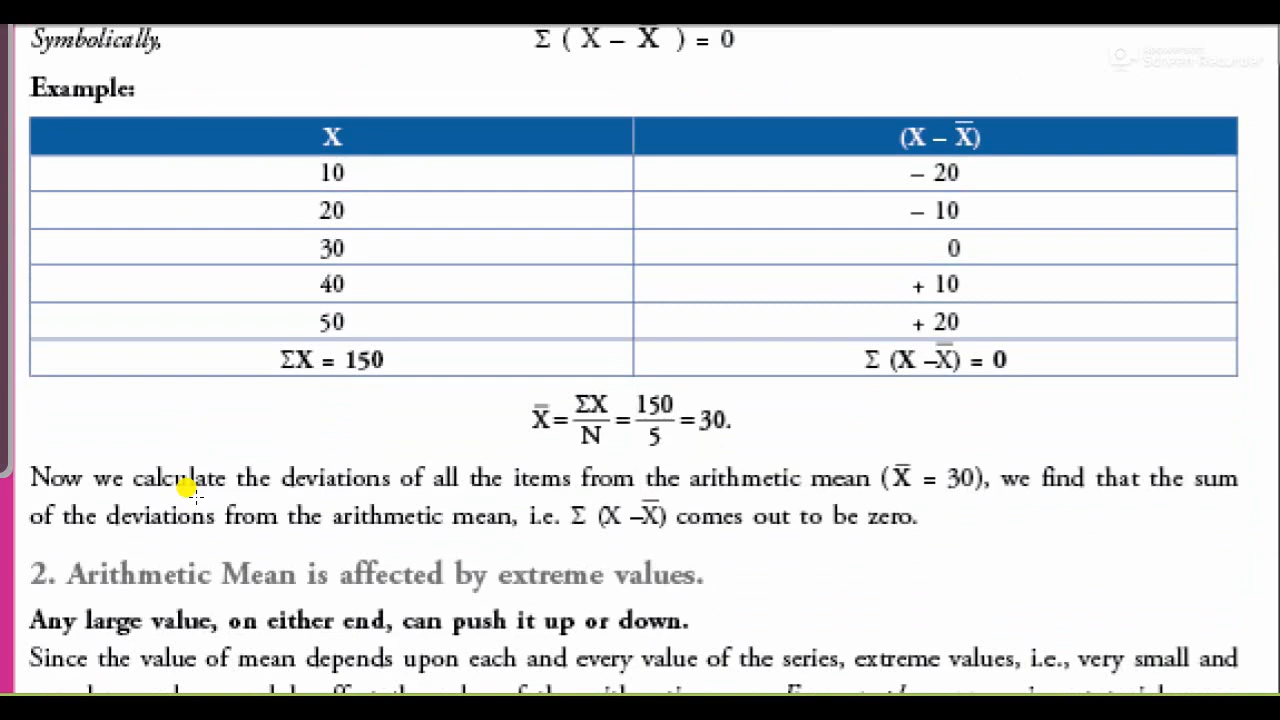 Symbolically, Σ ( X – X̄ ) = 0
Screen Recorder
Example:
X (X – X̄)
10 – 20
20 – 10
30 0
40 + 10
50 + 20
ΣX = 150 Σ (X –X̄) = 0
X̄ = ΣX/N = 150/5 = 30.
Now we calculate the deviations of all the items from the arithmetic mean (X̄ = 30), we find that the sum
of the deviations from the arithmetic mean, i.e. Σ (X –X̄) comes out to be zero.
2. Arithmetic Mean is affected by extreme values.
Any large value, on either end, can push it up or down.
Since the value of mean depends upon each and every value of the series, extreme values, i.e., very small and